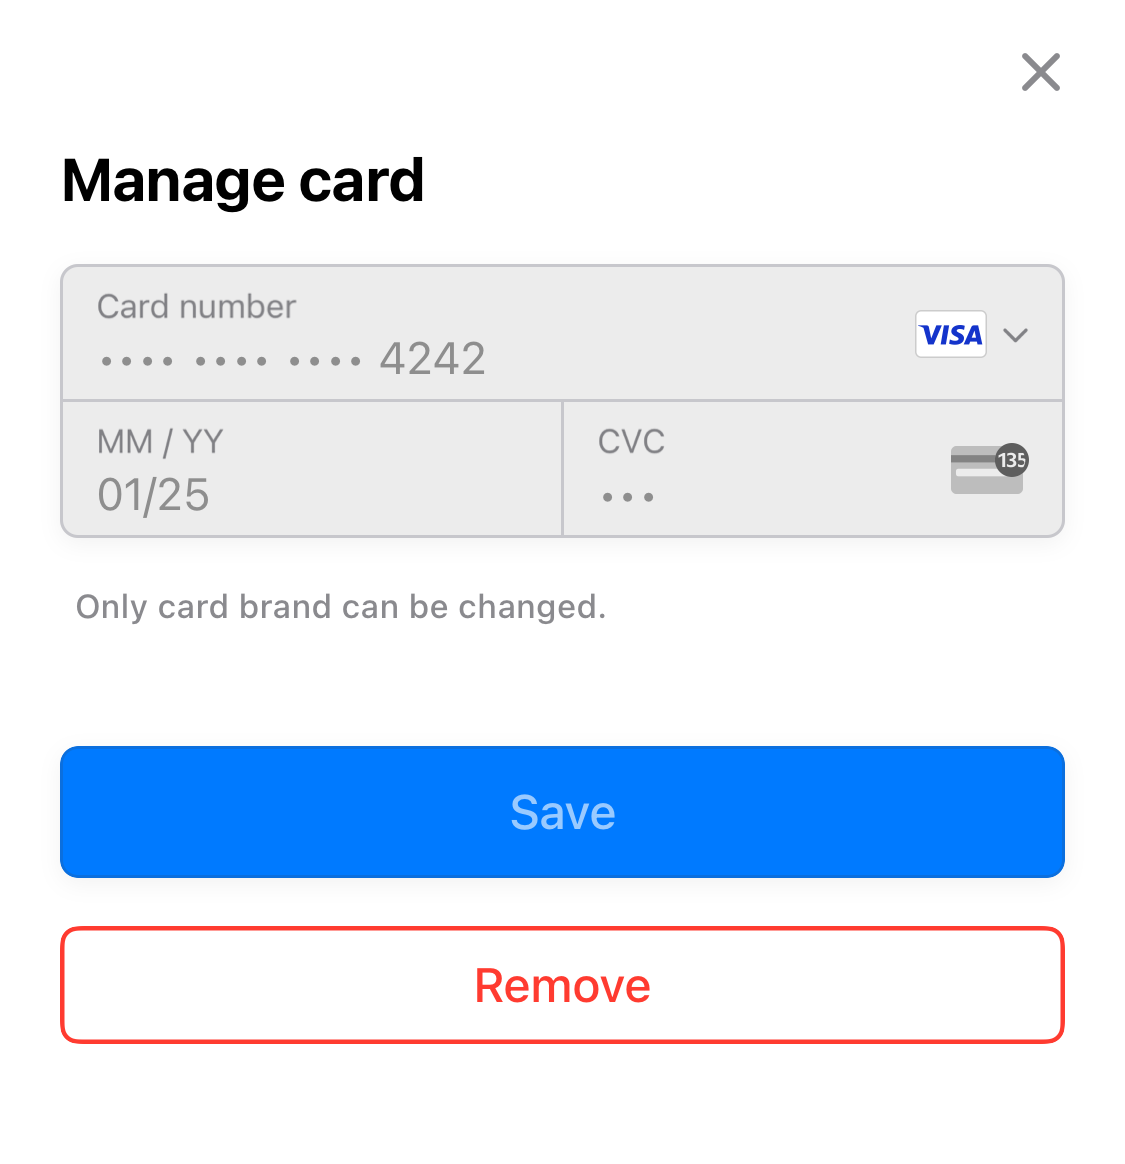 Manage card
Card number
•••• •••• •••• 4242
VISA
MM / YY
01/25
CVC
•••
135
Only card brand can be changed.
Save
Remove